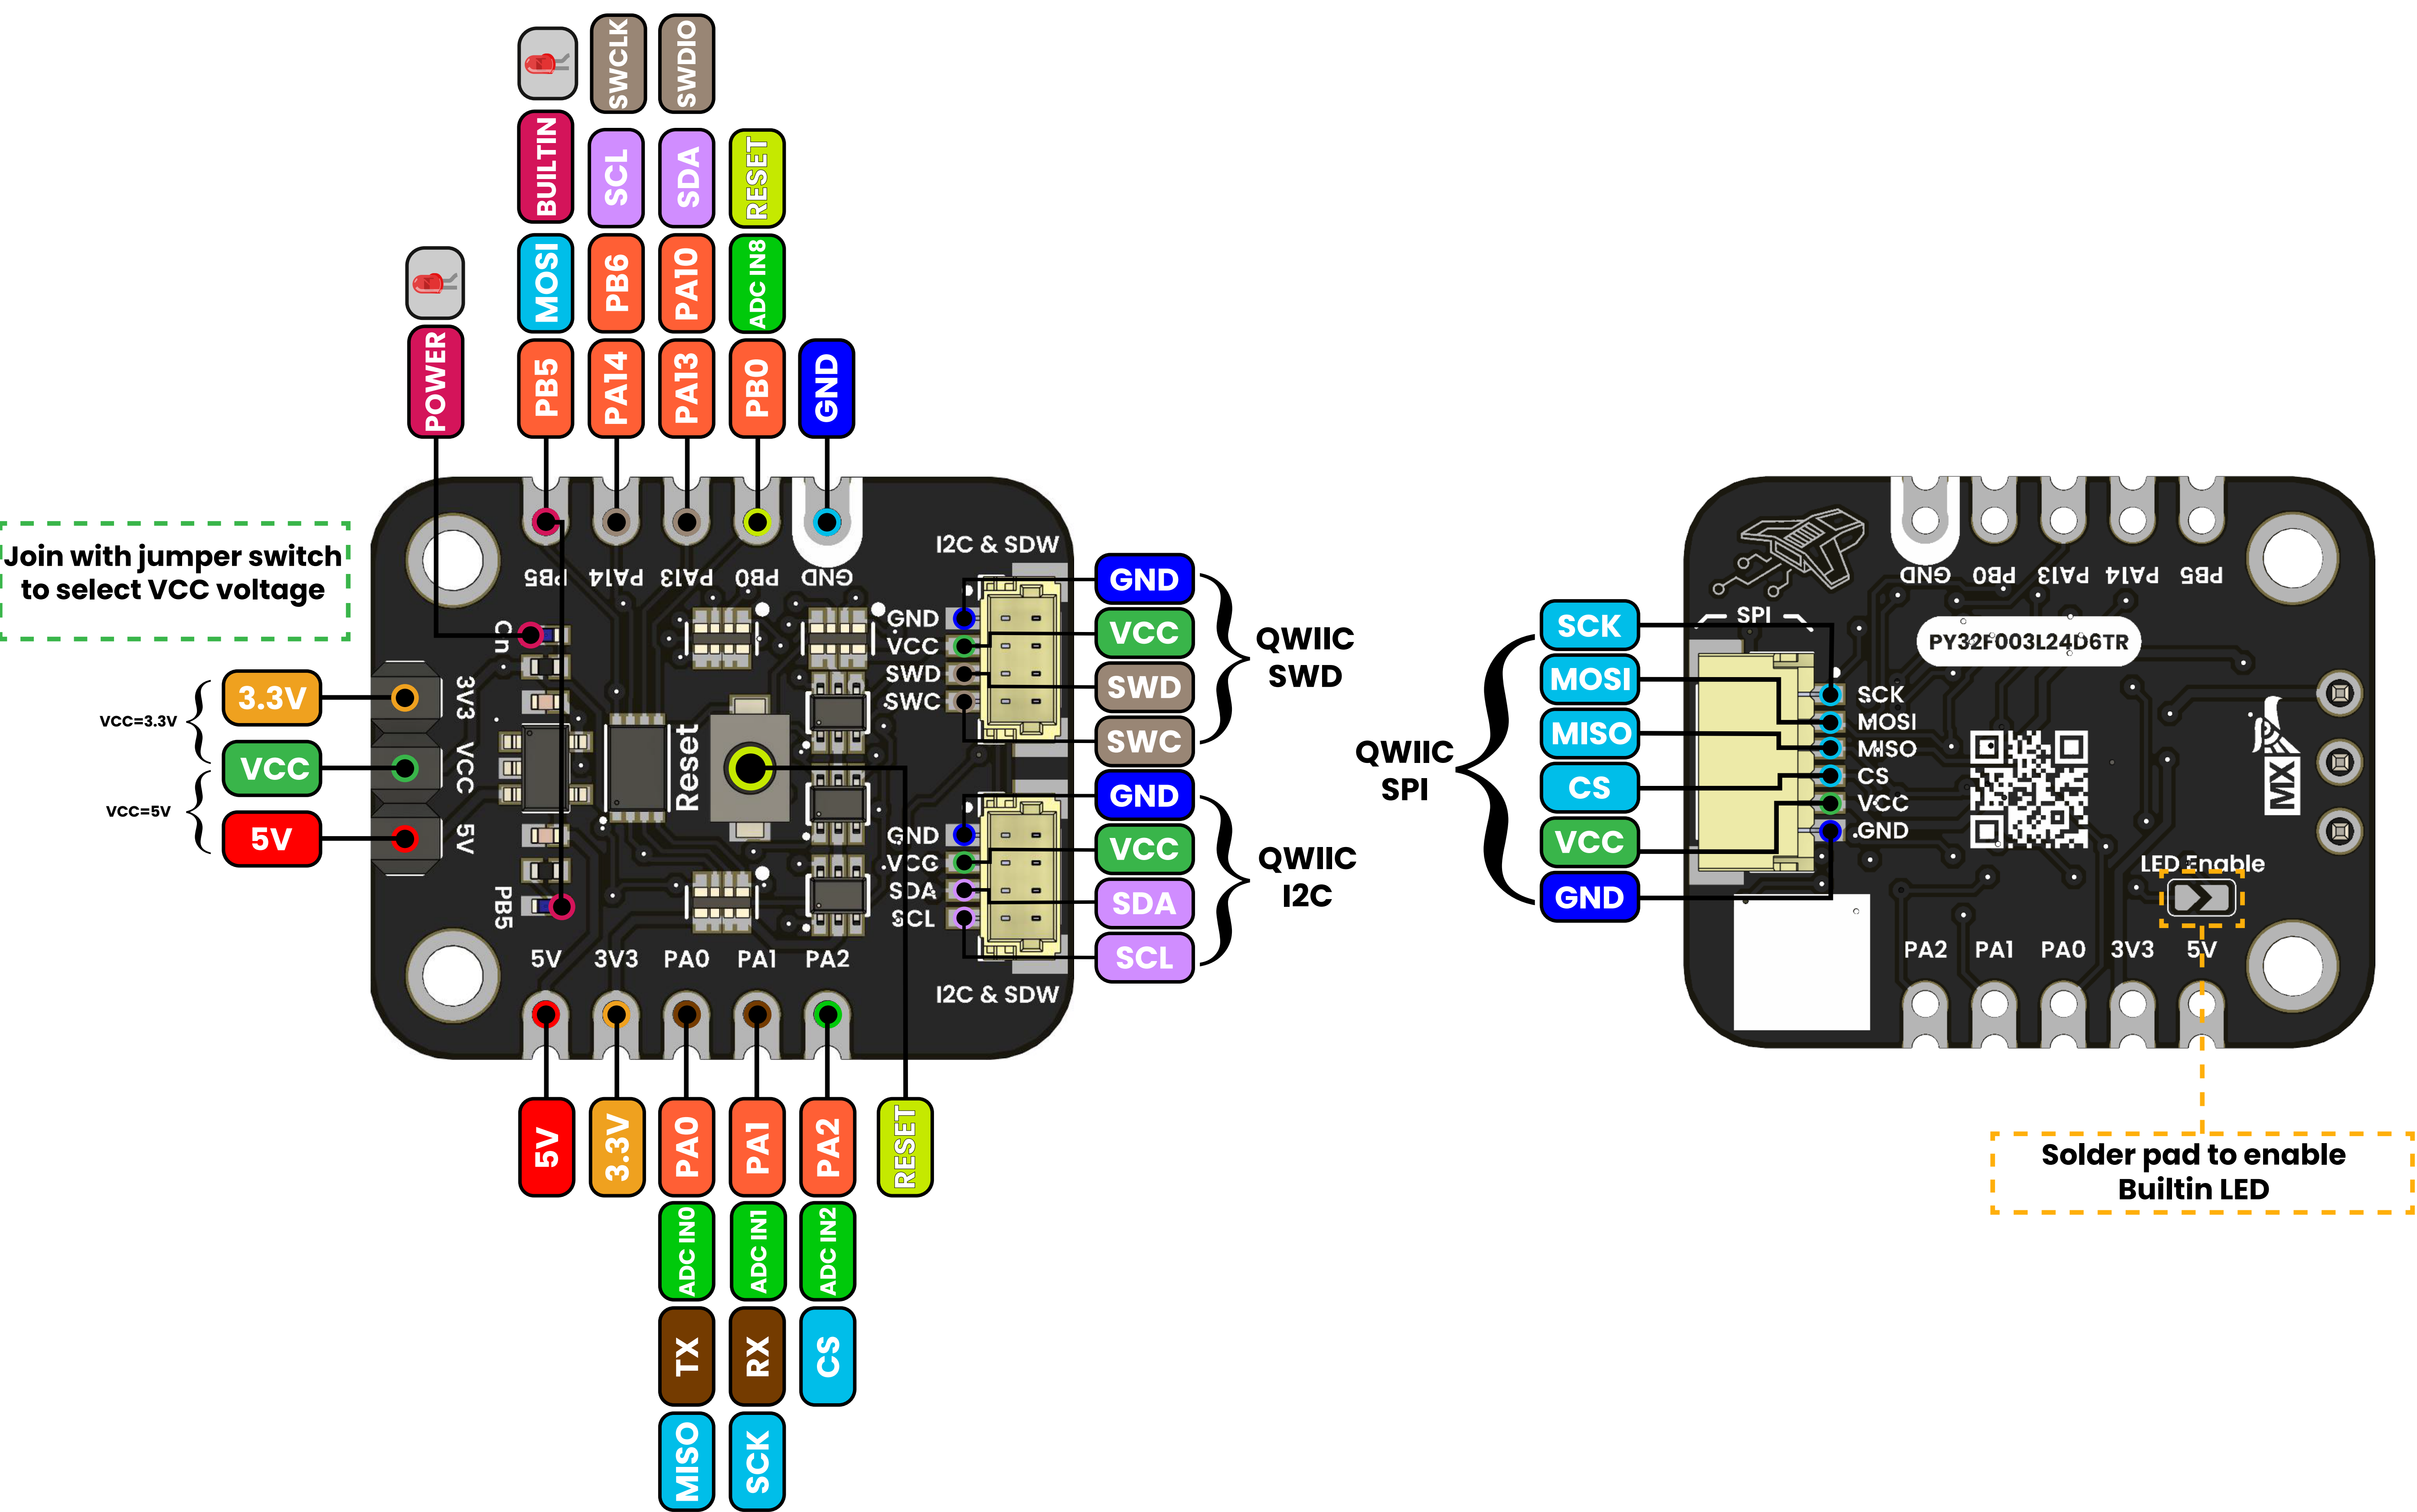 SWCLK
SWDIO
BUILTIN
SCL
SDA
RESET
MOSI
PB6
PA10
ADC IN8
POWER
PB5
PA14
PA13
PB0
GND
Join with jumper switch
to select VCC voltage
3.3V
VCC
5V
VCC=3.3V
VCC=5V
PB5
PA14
PA13
PB0
GND
I2C & SDW
Cn
3V3
VCC
5V
PB5
Reset
GND
VCC
SWD
SWC
GND
VCC
SDA
SCL
I2C & SDW
5V
3V3
PA0
PA1
PA2
GND
VCC
SWD
SWC
QWIIC
SWD
GND
VCC
SDA
SCL
QWIIC
I2C
5V
3.3V
PA0
PA1
PA2
RESET
ADC IN0
ADC IN1
ADC IN2
TX
RX
CS
MISO
SCK
QWIIC
SPI
SCK
MOSI
MISO
CS
VCC
GND
GND
PB0
PA13
PA14
PB5
SPI
PY32F003L24D6TR
SCK
MOSI
MISO
CS
VCC
GND
MX
LED Enable
PA2
PA1
PA0
3V3
5V
Solder pad to enable
Builtin LED